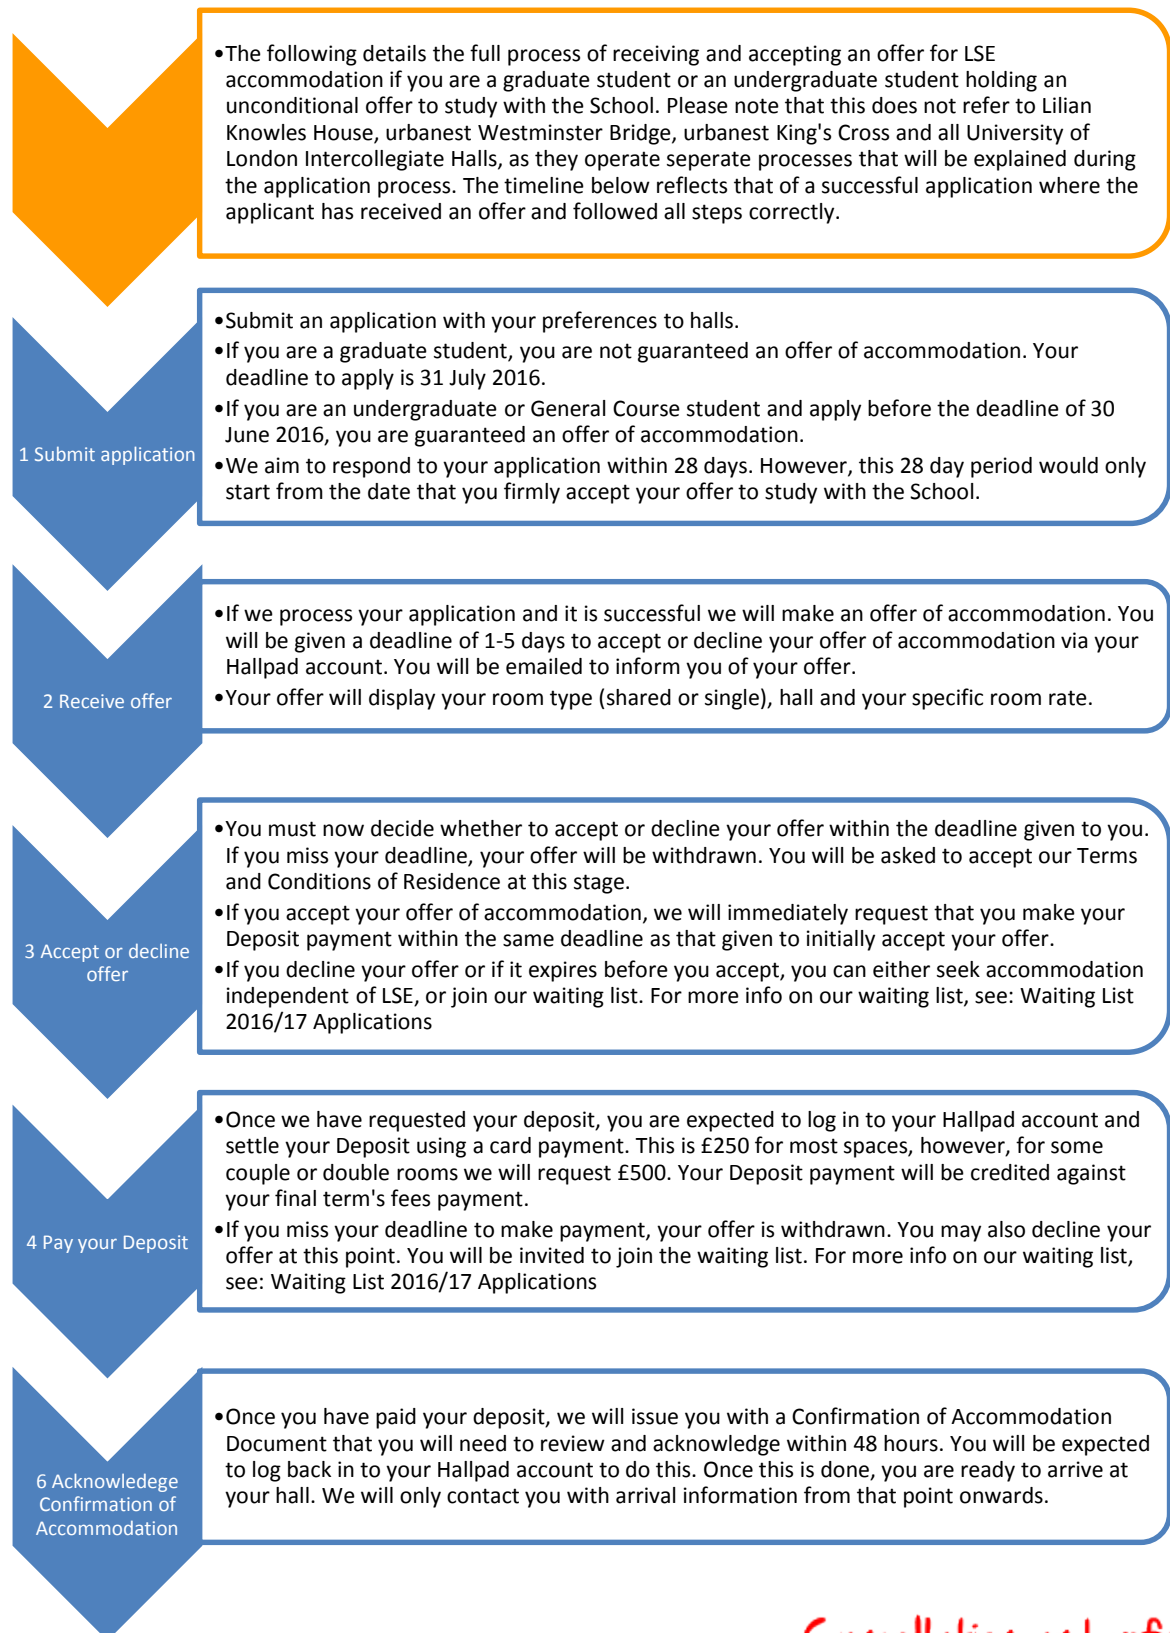 •The following details the full process of receiving and accepting an offer for LSE
accommodation if you are a graduate student or an undergraduate student holding an
unconditional offer to study with the School. Please note that this does not refer to Lilian
Knowles House, urbanest Westminster Bridge, urbanest King's Cross and all University of
London Intercollegiate Halls, as they operate seperate processes that will be explained during
the application process. The timeline below reflects that of a successful application where the
applicant has received an offer and followed all steps correctly.
1 Submit application
•Submit an application with your preferences to halls.
•If you are a graduate student, you are not guaranteed an offer of accommodation. Your
deadline to apply is 31 July 2016.
•If you are an undergraduate or General Course student and apply before the deadline of 30
June 2016, you are guaranteed an offer of accommodation.
•We aim to respond to your application within 28 days. However, this 28 day period would only
start from the date that you firmly accept your offer to study with the School.
2 Receive offer
•If we process your application and it is successful we will make an offer of accommodation. You
will be given a deadline of 1-5 days to accept or decline your offer of accommodation via your
Hallpad account. You will be emailed to inform you of your offer.
•Your offer will display your room type (shared or single), hall and your specific room rate.
3 Accept or decline
offer
•You must now decide whether to accept or decline your offer within the deadline given to you.
If you miss your deadline, your offer will be withdrawn. You will be asked to accept our Terms
and Conditions of Residence at this stage.
•If you accept your offer of accommodation, we will immediately request that you make your
Deposit payment within the same deadline as that given to initially accept your offer.
•If you decline your offer or if it expires before you accept, you can either seek accommodation
independent of LSE, or join our waiting list. For more info on our waiting list, see: Waiting List
2016/17 Applications
4 Pay your Deposit
•Once we have requested your deposit, you are expected to log in to your Hallpad account and
settle your Deposit using a card payment. This is £250 for most spaces, however, for some
couple or double rooms we will request £500. Your Deposit payment will be credited against
your final term's fees payment.
•If you miss your deadline to make payment, your offer is withdrawn. You may also decline your
offer at this point. You will be invited to join the waiting list. For more info on our waiting list,
see: Waiting List 2016/17 Applications
6 Acknowledege
Confirmation of
Accommodation
•Once you have paid your deposit, we will issue you with a Confirmation of Accommodation
Document that you will need to review and acknowledge within 48 hours. You will be expected
to log back in to your Hallpad account to do this. Once this is done, you are ready to arrive at
your hall. We will only contact you with arrival information from that point onwards.